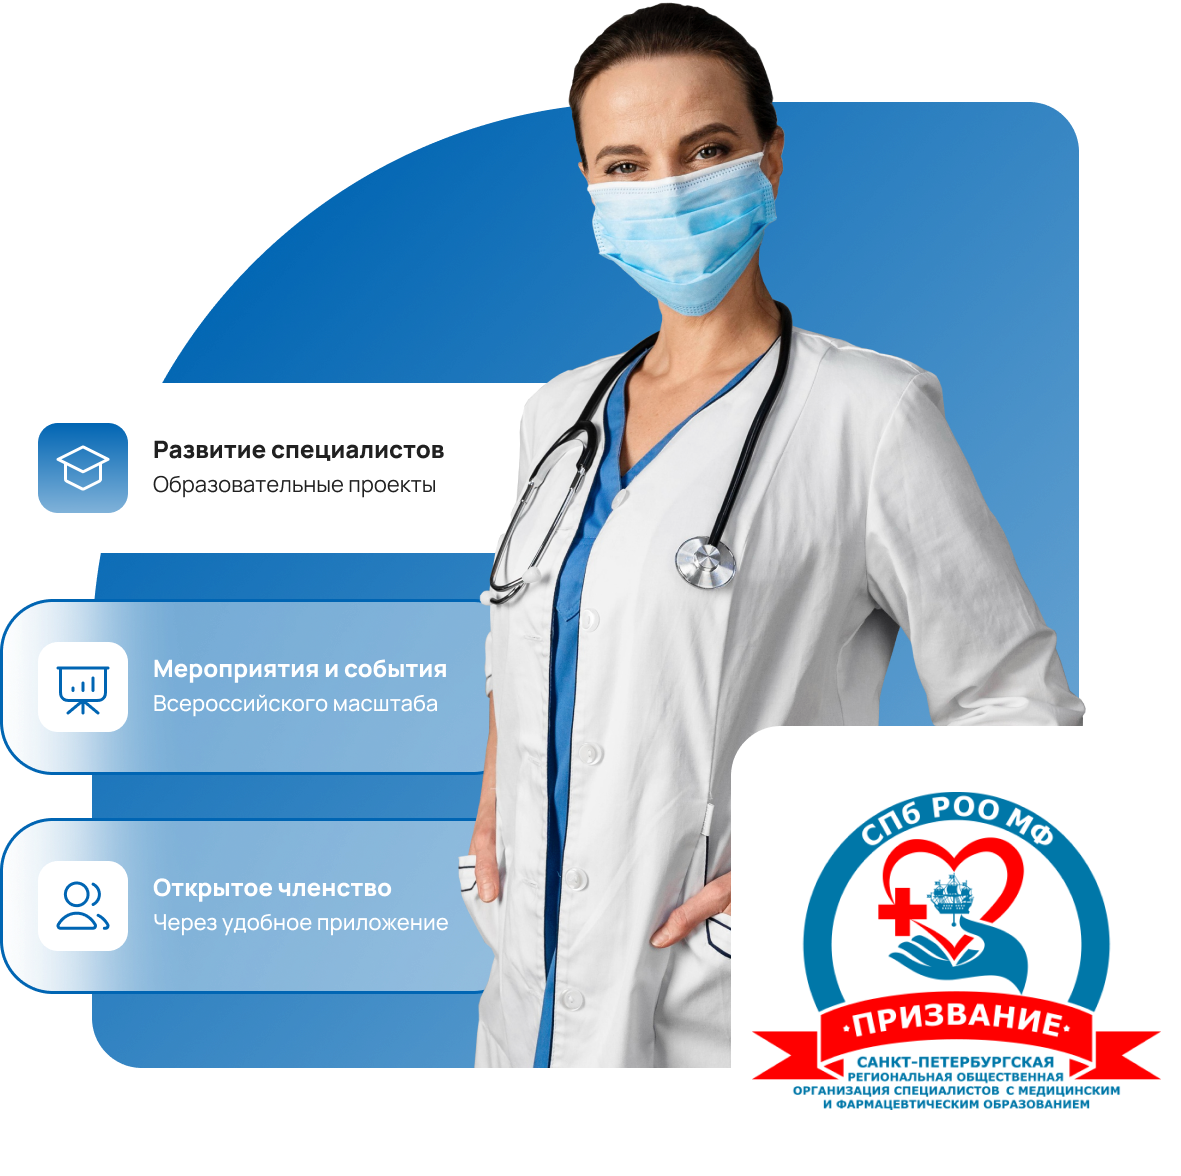 Развитие специалистов
Образовательные проекты
Мероприятия и события
Всероссийского масштаба
Открытое членство
Через удобное приложение
СПб РОО МФ
·ПРИЗВАНИЕ·
САНКТ-ПЕТЕРБУРГСКАЯ
РЕГИОНАЛЬНАЯ ОБЩЕСТВЕННАЯ
ОРГАНИЗАЦИЯ СПЕЦИАЛИСТОВ С МЕДИЦИНСКИМ
И ФАРМАЦЕВТИЧЕСКИМ ОБРАЗОВАНИЕМ